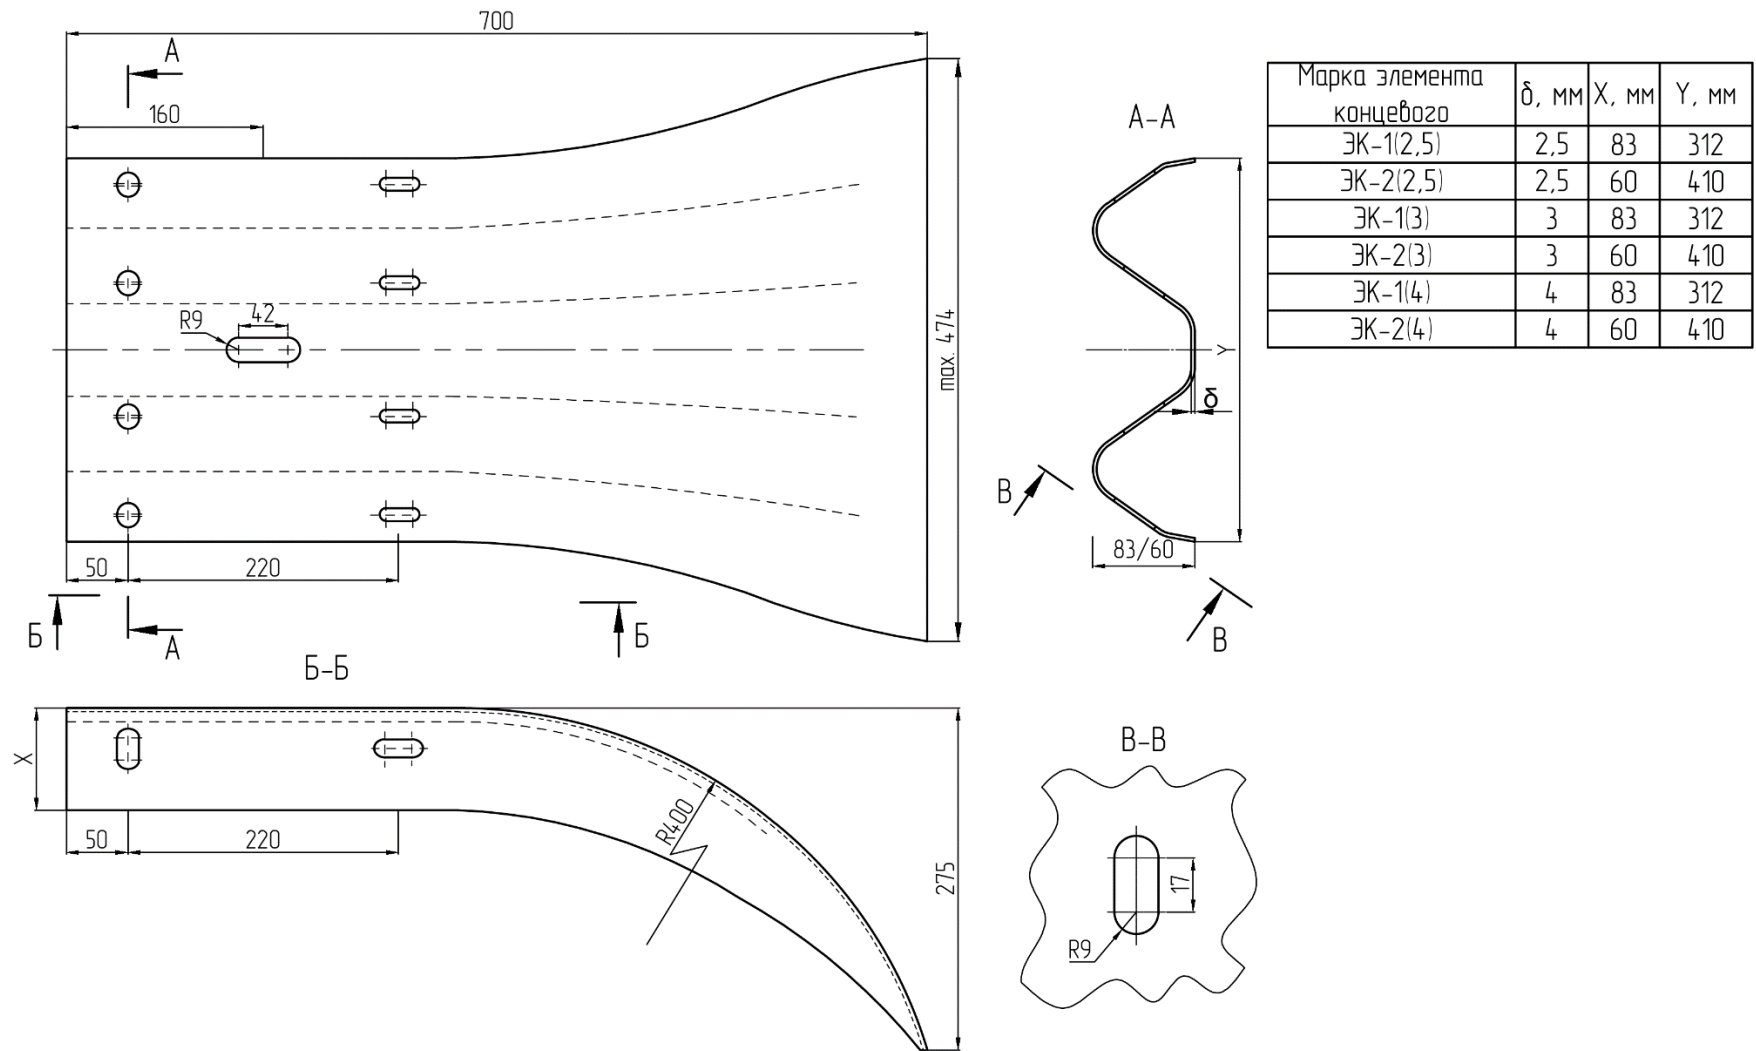 700
А
160
R9
42
max. 474
50
220
Б
А
Б
А-А
Y
δ
83/60
В
В
Марка элемента концевого δ, мм X, мм Y, мм
ЭК-1(2,5) 2,5 83 312
ЭК-2(2,5) 2,5 60 410
ЭК-1(3) 3 83 312
ЭК-2(3) 3 60 410
ЭК-1(4) 4 83 312
ЭК-2(4) 4 60 410
Б-Б
X
50
220
R400
275
В-В
17
R9